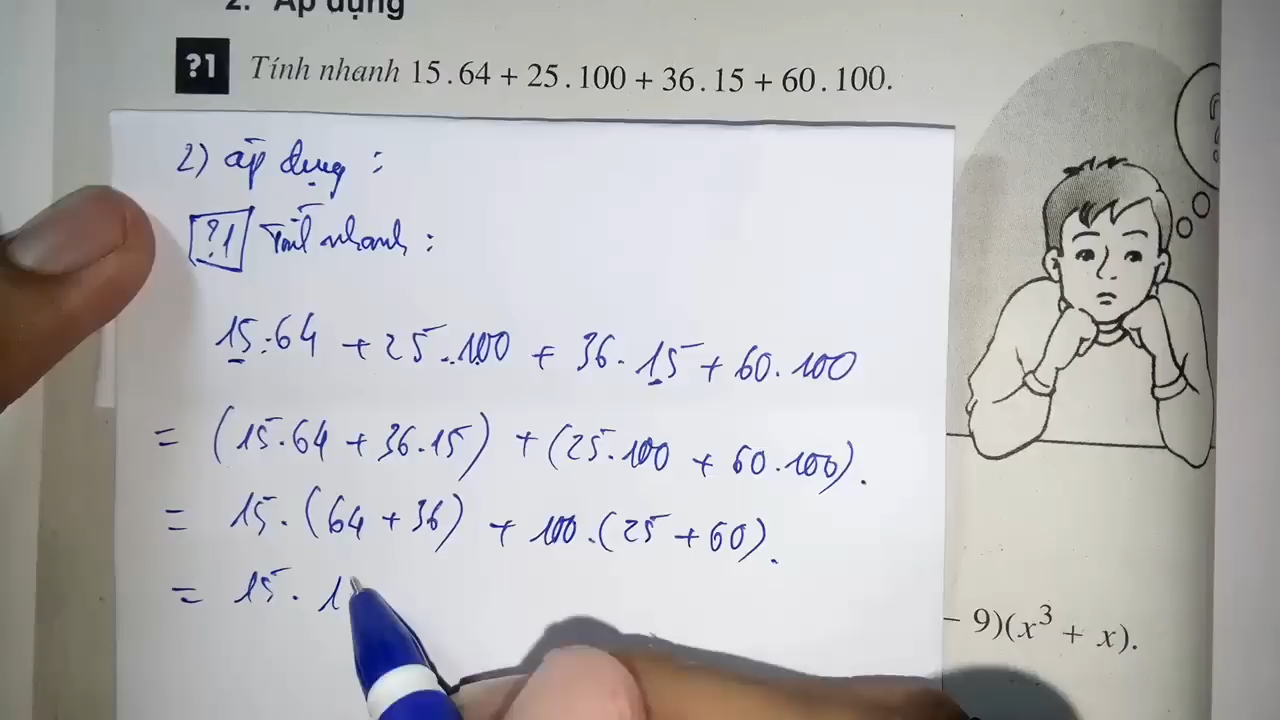 2. Áp dụng
?1 Tính nhanh 15.64 + 25.100 + 36.15 + 60.100.
2) áp dụng :
?1 Tính nhanh :
15.64 + 25.100 + 36.15 + 60.100
= (15.64 + 36.15) + (25.100 + 60.100).
= 15.(64 + 36) + 100.(25 + 60).
= 15. 1
– 9)(x³ + x).